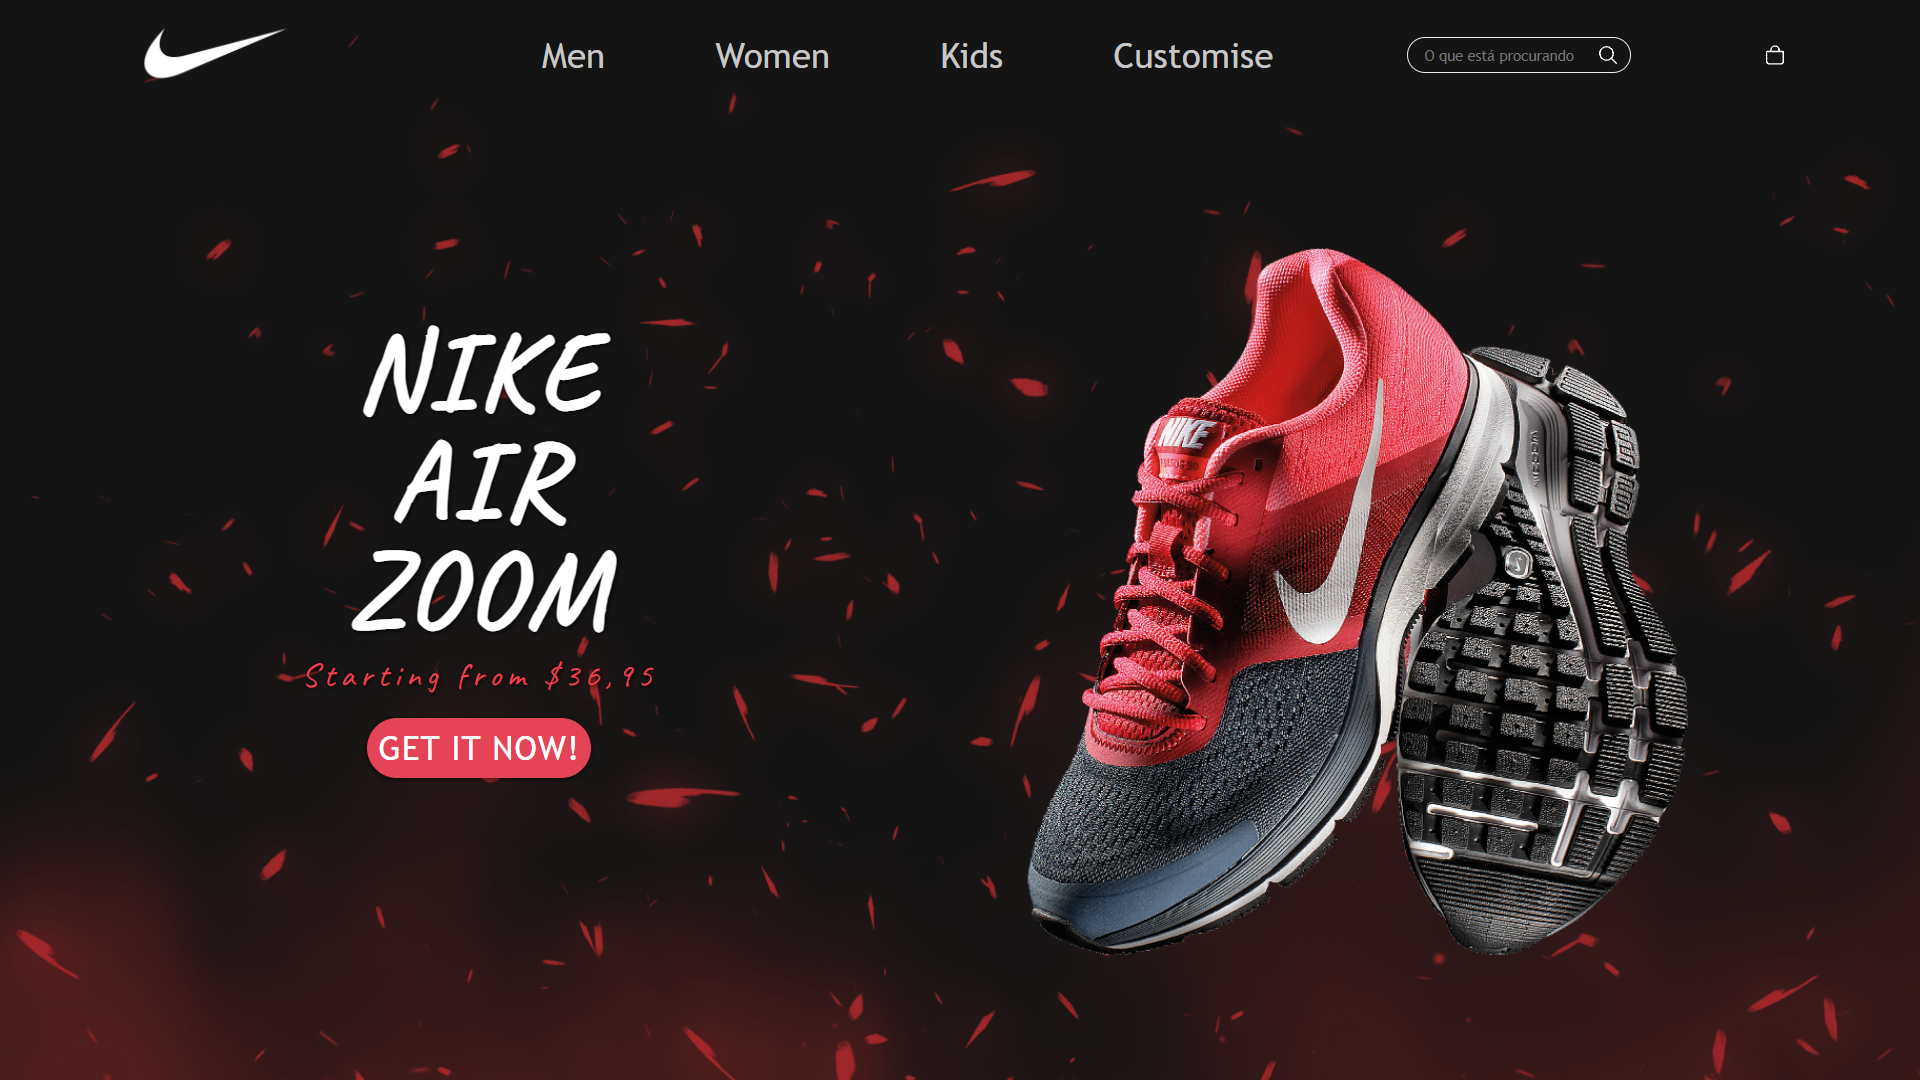 Men Women Kids Customise O que está procurando
NIKE
AIR
ZOOM
Starting from $36,95
GET IT NOW!
NIKE